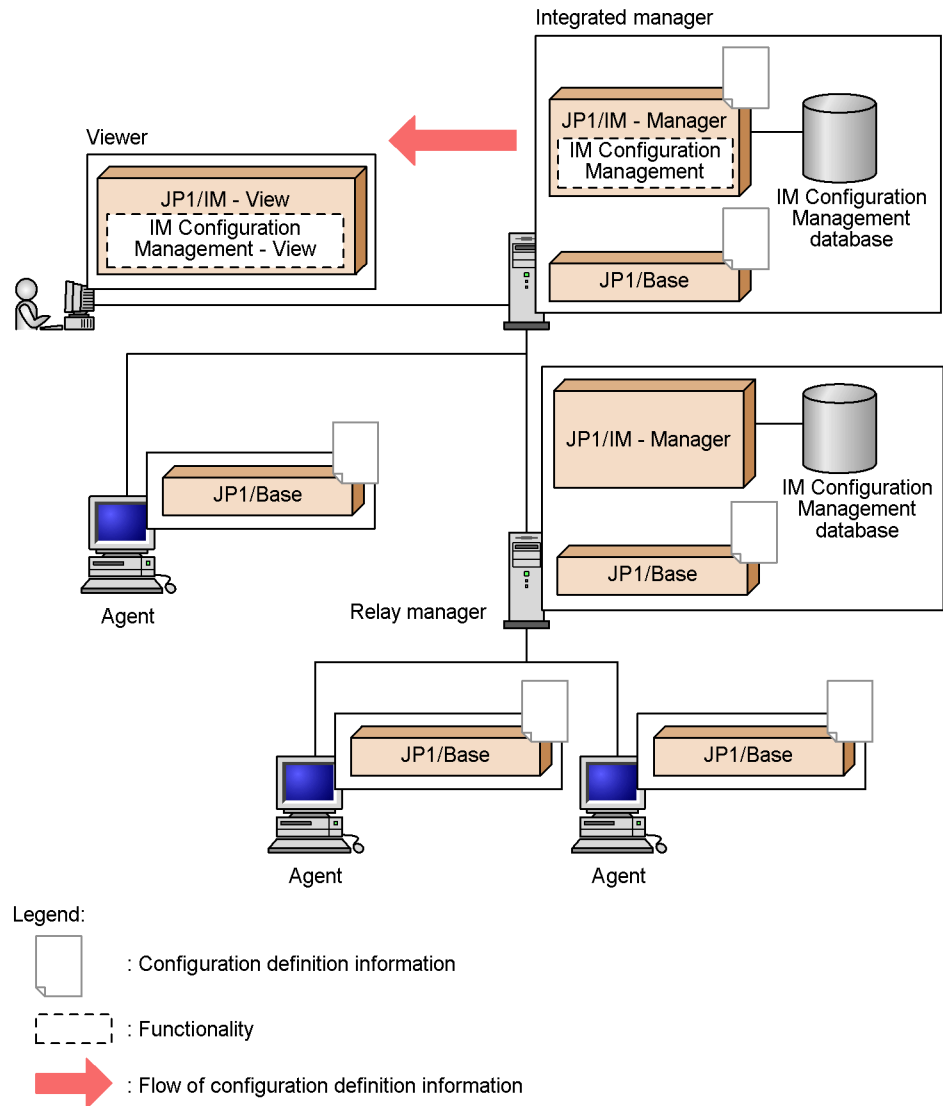 Integrated manager
JP1/IM - Manager
IM Configuration
Management
IM Configuration
Management
database
JP1/Base
Viewer
JP1/IM - View
IM Configuration
Management - View
JP1/IM - Manager
IM Configuration
Management
database
JP1/Base
Relay manager
JP1/Base
Agent
JP1/Base
Agent
JP1/Base
Agent
Legend:
: Configuration definition information
: Functionality
: Flow of configuration definition information